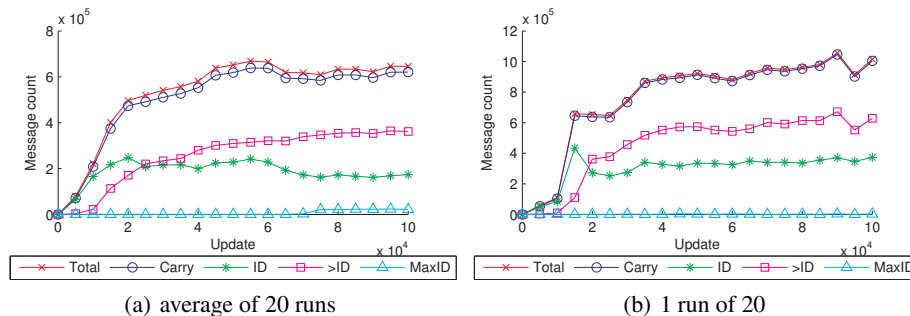 x 10^5
8
6
4
2
0
Message count
0 2 4 6 8 10
Update
x 10^4
Total Carry ID >ID MaxID
(a) average of 20 runs
x 10^5
12
10
8
6
4
2
0
Message count
0 2 4 6 8 10
Update
x 10^4
Total Carry ID >ID MaxID
(b) 1 run of 20